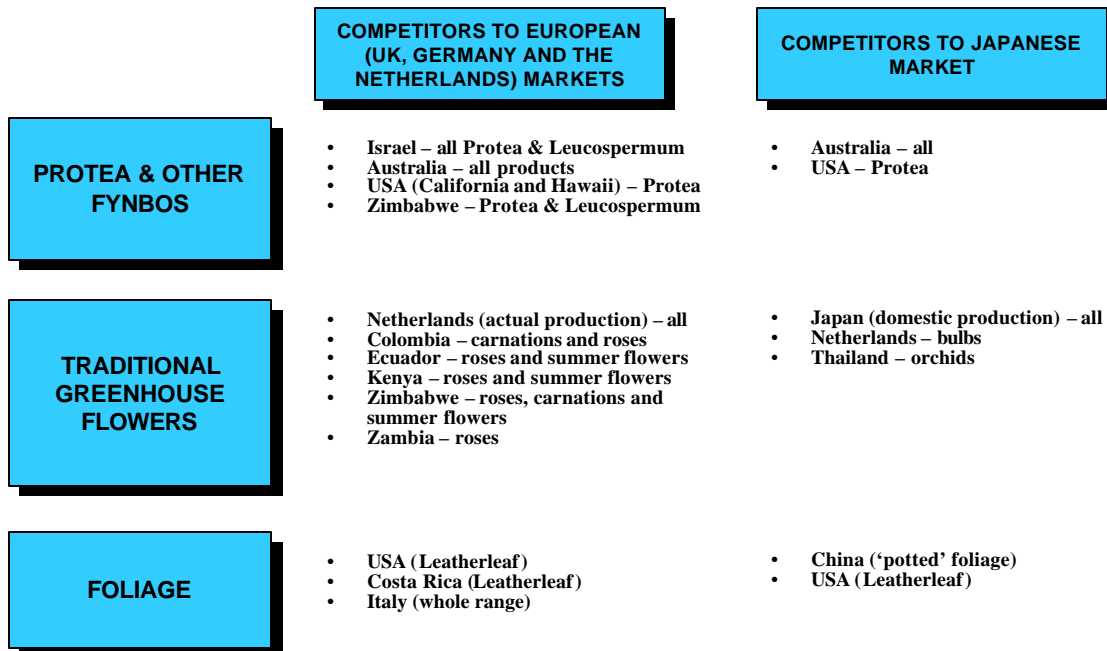 COMPETITORS TO EUROPEAN
(UK, GERMANY AND THE
NETHERLANDS) MARKETS
COMPETITORS TO JAPANESE
MARKET
PROTEA & OTHER
FYNBOS
• Israel – all Protea & Leucospermum
• Australia – all products
• USA (California and Hawaii) – Protea
• Zimbabwe – Protea & Leucospermum
• Australia – all
• USA – Protea
TRADITIONAL
GREENHOUSE
FLOWERS
• Netherlands (actual production) – all
• Colombia – carnations and roses
• Ecuador – roses and summer flowers
• Kenya – roses and summer flowers
• Zimbabwe – roses, carnations and
summer flowers
• Zambia – roses
• Japan (domestic production) – all
• Netherlands – bulbs
• Thailand – orchids
FOLIAGE
• USA (Leatherleaf)
• Costa Rica (Leatherleaf)
• Italy (whole range)
• China (‘potted’ foliage)
• USA (Leatherleaf)